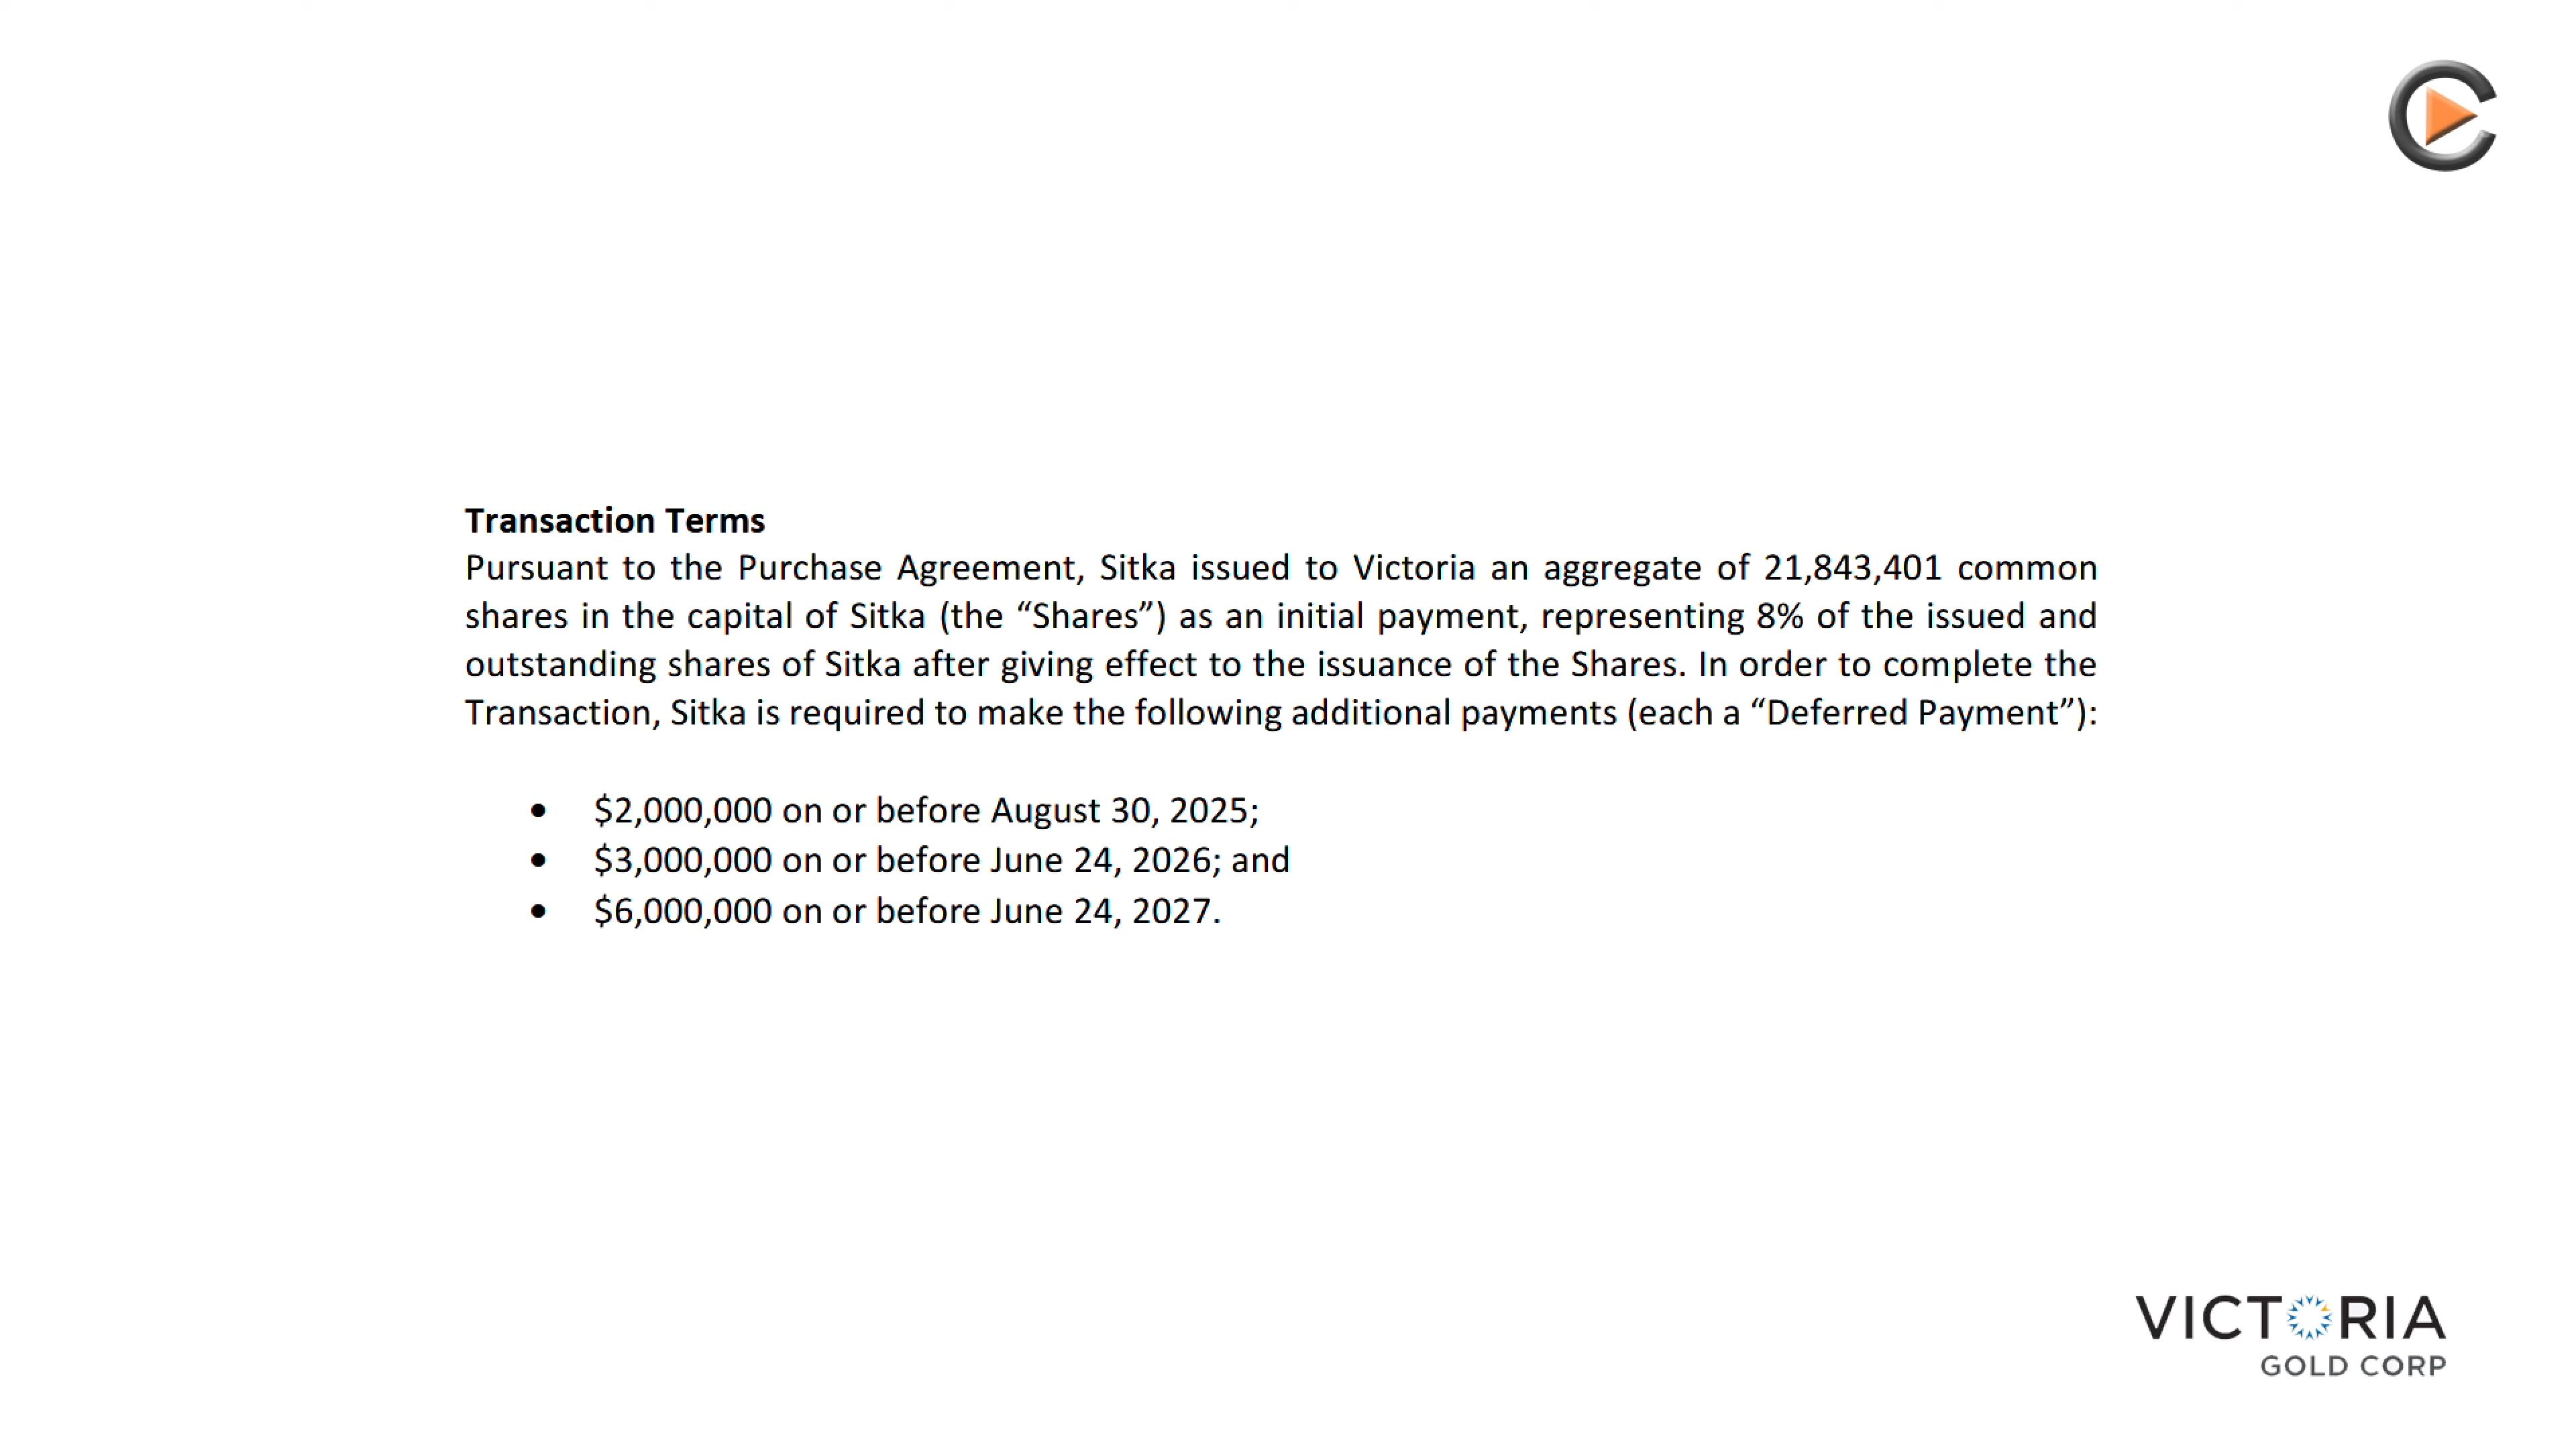 Transaction Terms
Pursuant to the Purchase Agreement, Sitka issued to Victoria an aggregate of 21,843,401 common
shares in the capital of Sitka (the “Shares”) as an initial payment, representing 8% of the issued and
outstanding shares of Sitka after giving effect to the issuance of the Shares. In order to complete the
Transaction, Sitka is required to make the following additional payments (each a “Deferred Payment”):
• $2,000,000 on or before August 30, 2025;
• $3,000,000 on or before June 24, 2026; and
• $6,000,000 on or before June 24, 2027.
VICTORIA
GOLD CORP